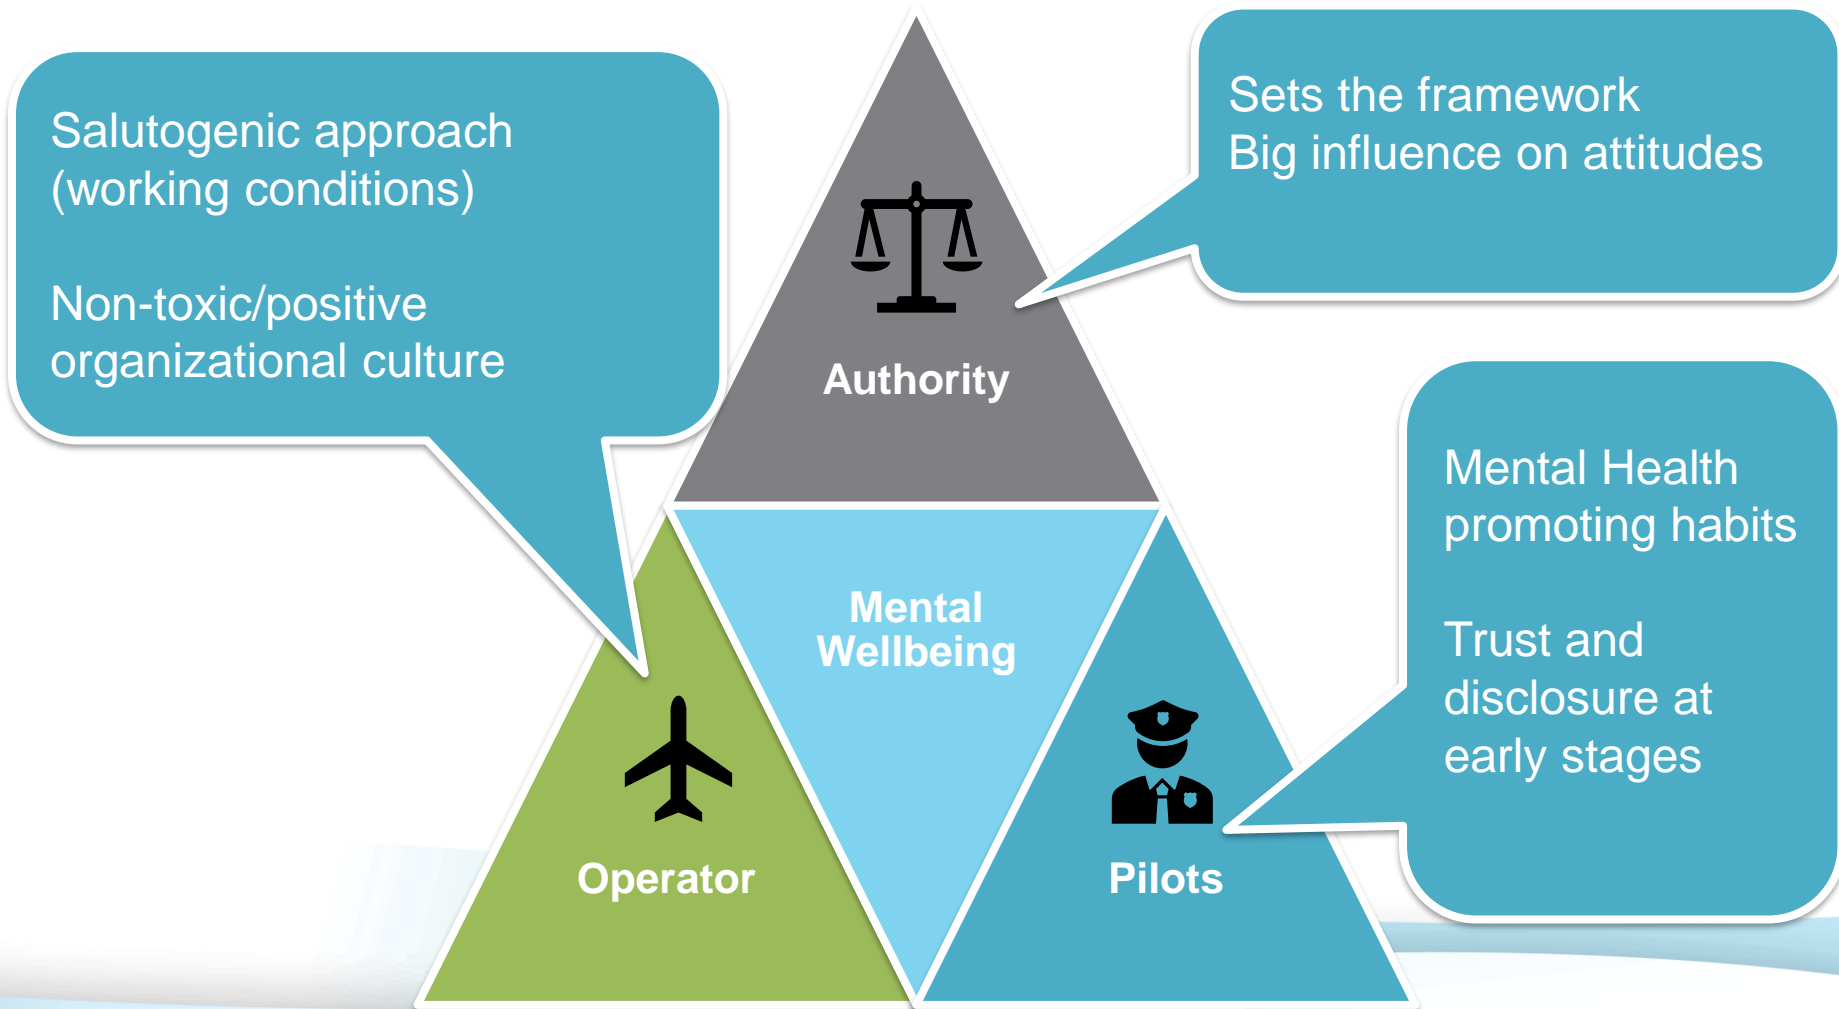 Salutogenic approach
(working conditions)
Non-toxic/positive
organizational culture
Sets the framework
Big influence on attitudes
Authority
Mental Health
promoting habits
Trust and
disclosure at
early stages
Mental
Wellbeing
Operator
Pilots